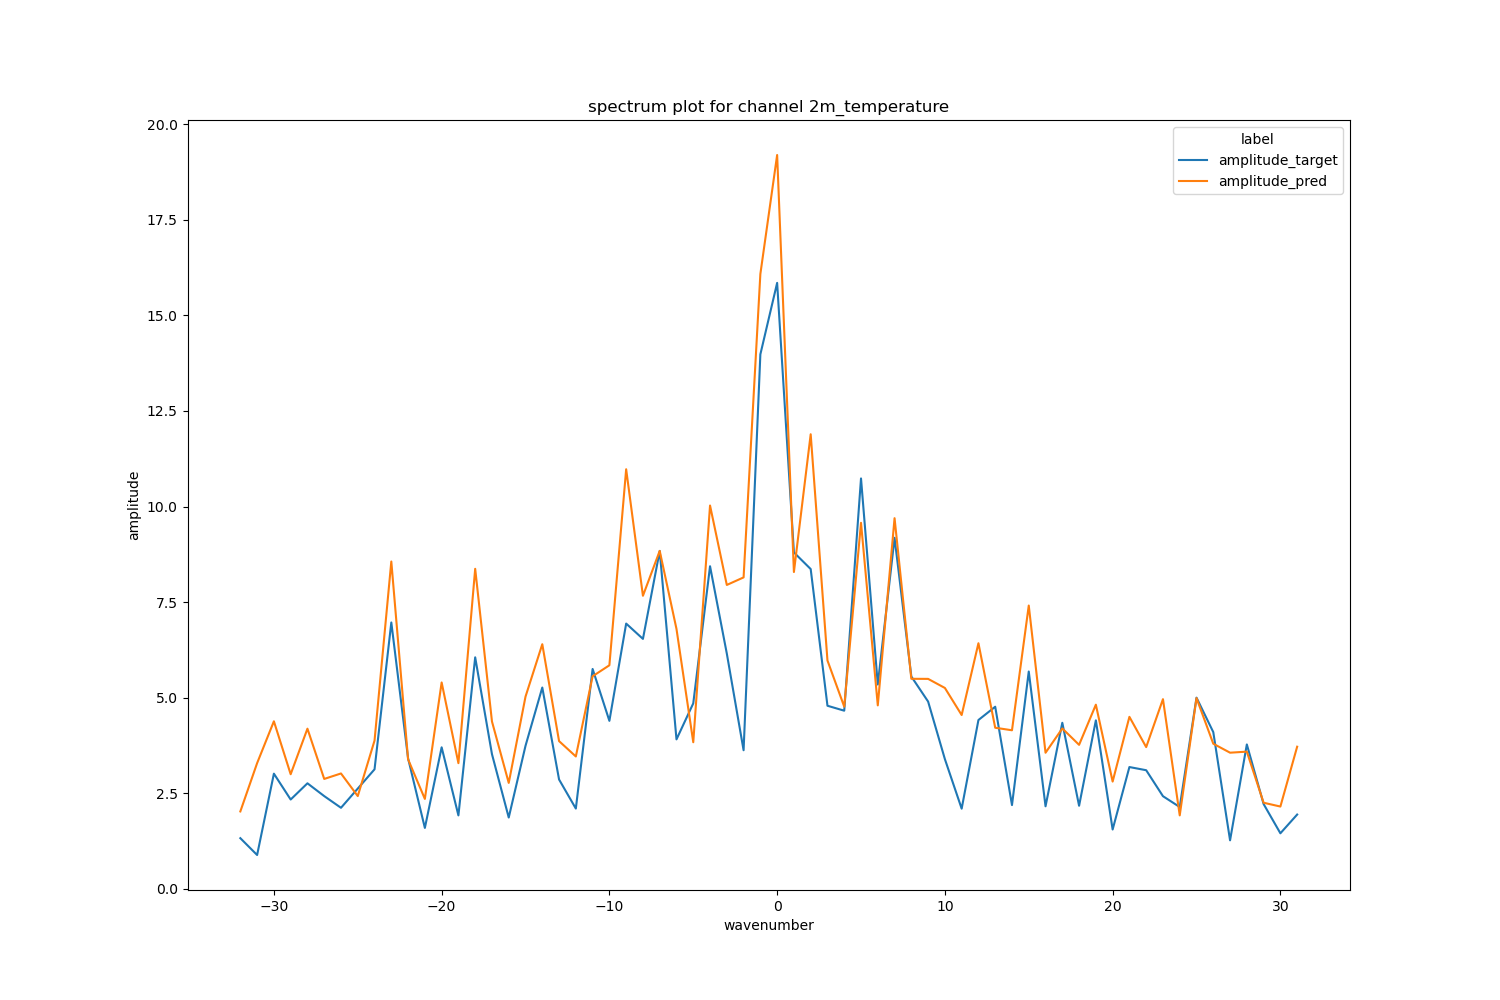 spectrum plot for channel 2m_temperature
label
amplitude_target
amplitude_pred
20.0
17.5
15.0
12.5
10.0
7.5
5.0
2.5
0.0
amplitude
−30
−20
−10
0
10
20
30
wavenumber